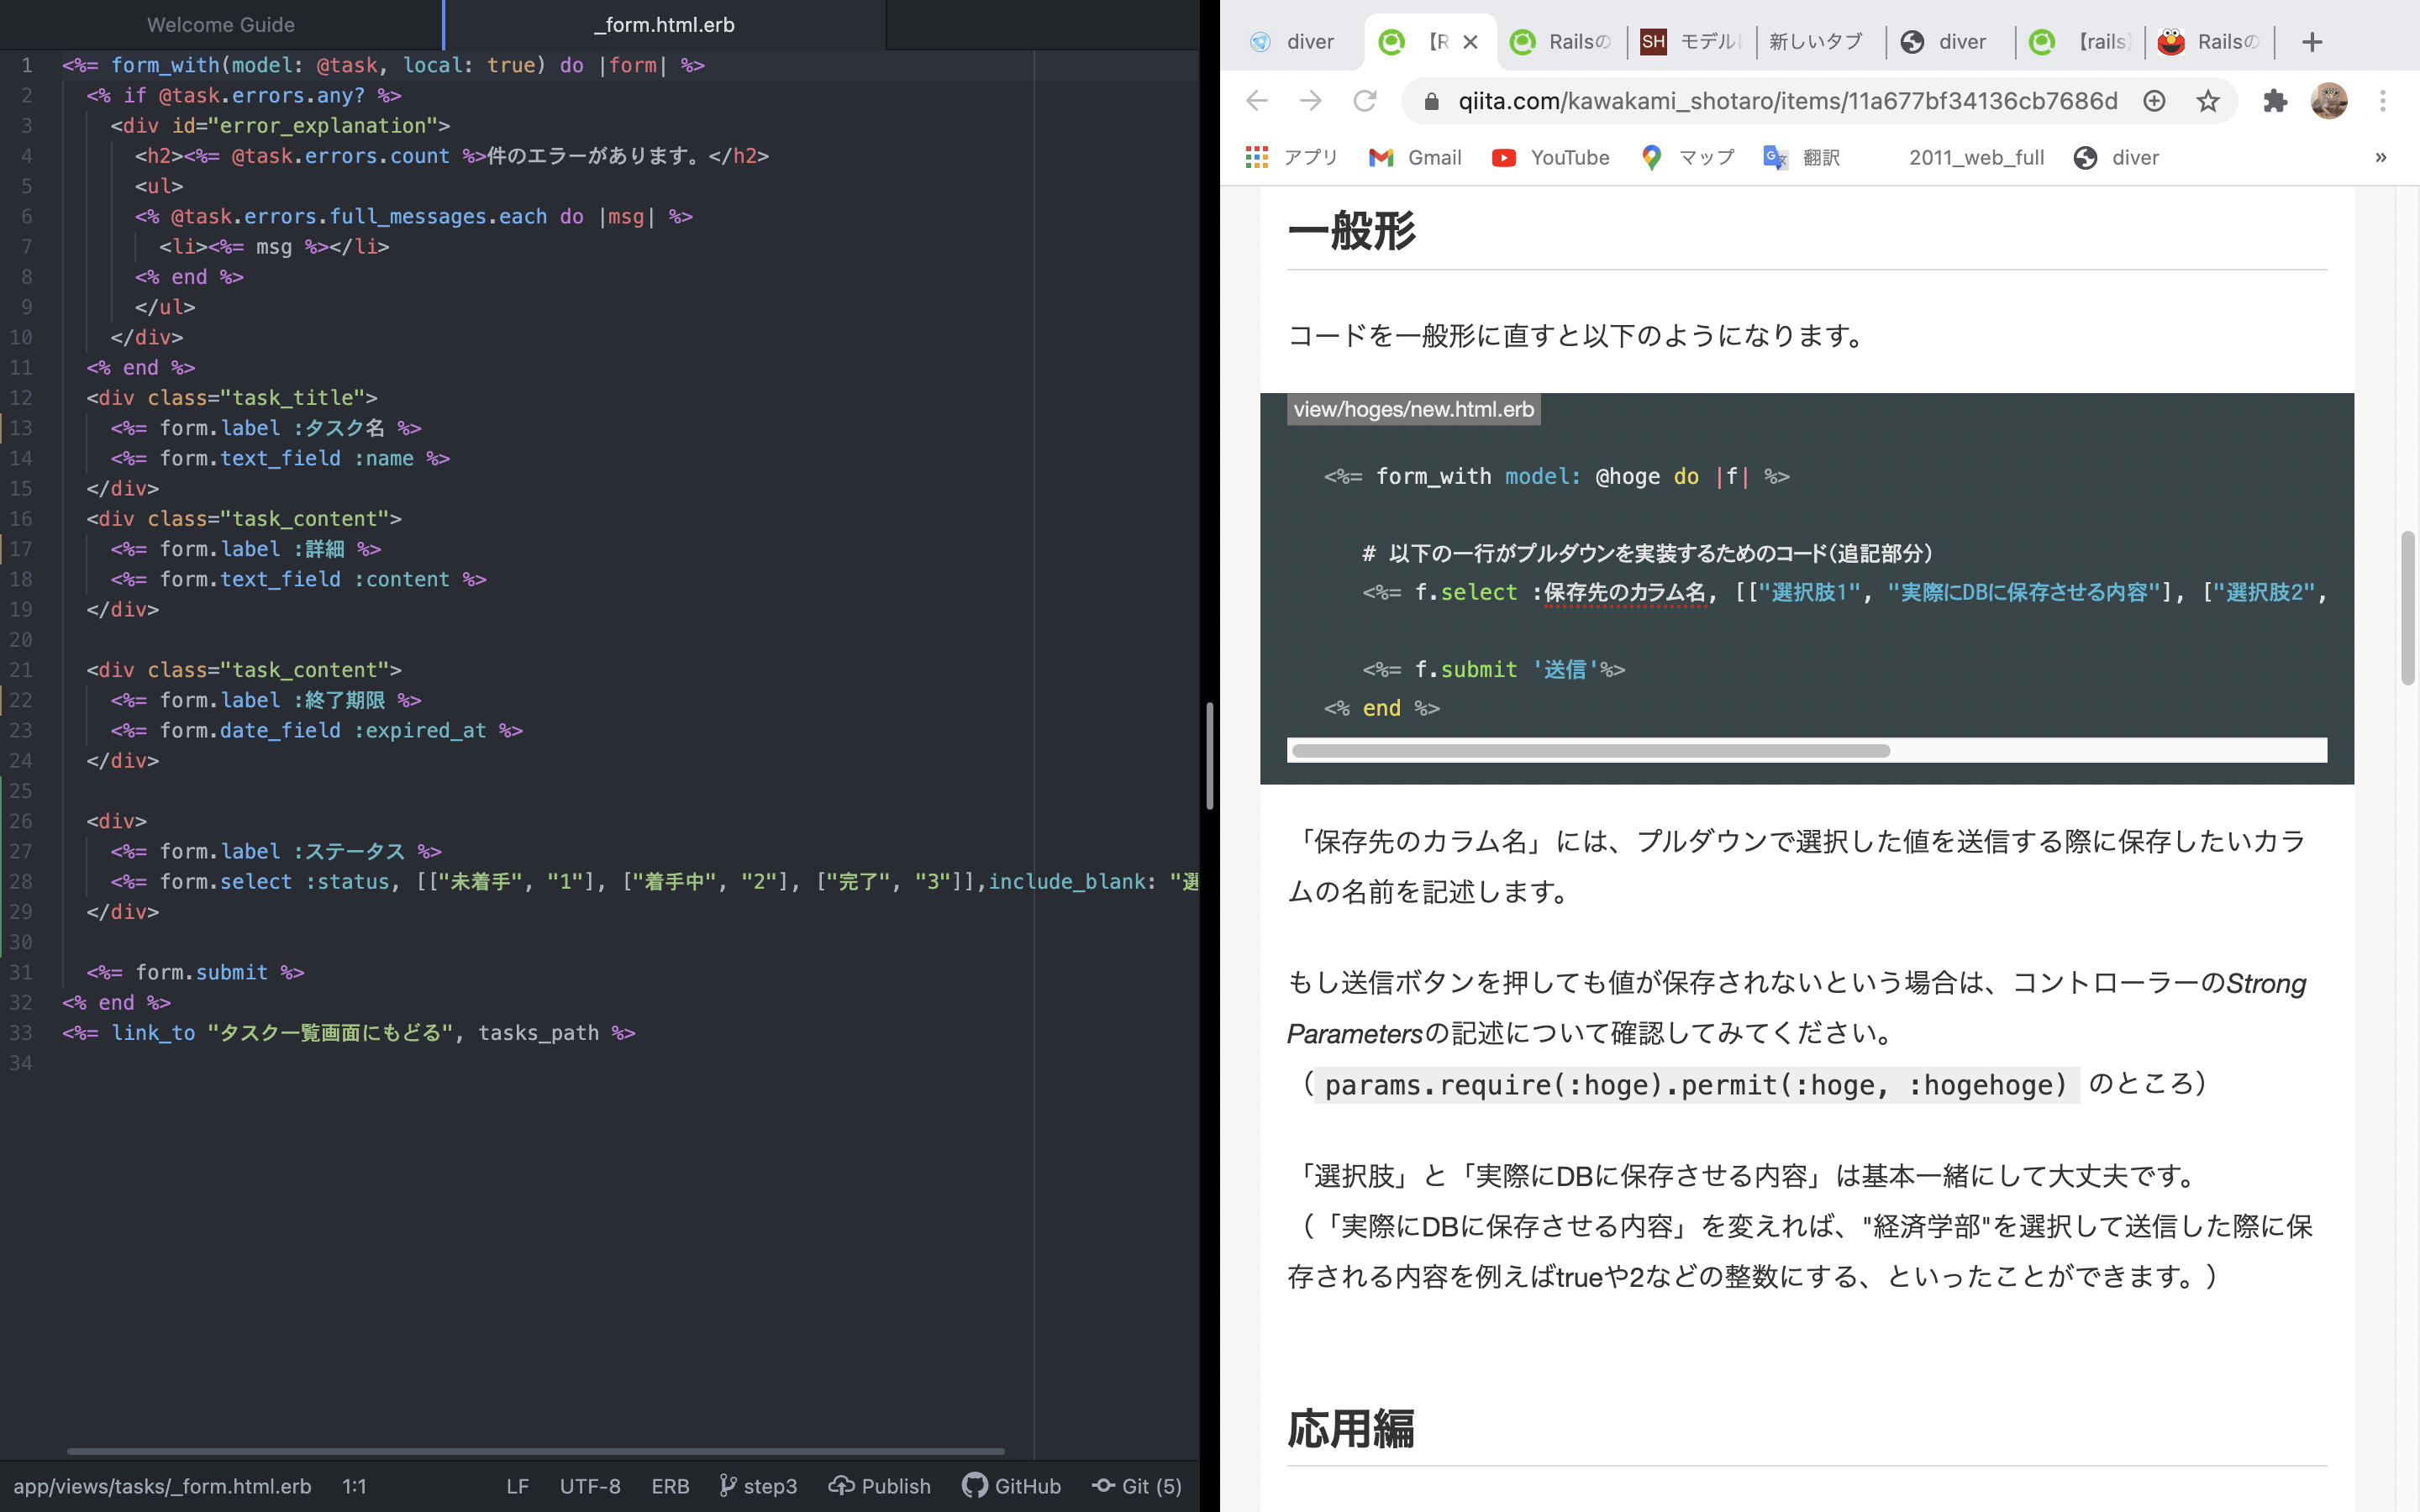 Welcome Guide
_form.html.erb
1 <%= form_with(model: @task, local: true) do |form| %>
2 <% if @task.errors.any? %>
3 <div id="error_explanation">
4 <h2><%= @task.errors.count %>件のエラーがあります。</h2>
5 <ul>
6 <% @task.errors.full_messages.each do |msg| %>
7 <li><%= msg %></li>
8 <% end %>
9 </ul>
10 </div>
11 <% end %>
12 <div class="task_title">
13 <%= form.label :タスク名 %>
14 <%= form.text_field :name %>
15 </div>
16 <div class="task_content">
17 <%= form.label :詳細 %>
18 <%= form.text_field :content %>
19 </div>
20
21 <div class="task_content">
22 <%= form.label :終了期限 %>
23 <%= form.date_field :expired_at %>
24 </div>
25
26 <div>
27 <%= form.label :ステータス %>
28 <%= form.select :status, [["未着手", "1"], ["着手中", "2"], ["完了", "3"]],include_blank: "選
29 </div>
30
31 <%= form.submit %>
32 <% end %>
33 <%= link_to "タスク一覧画面にもどる", tasks_path %>
34
app/views/tasks/_form.html.erb 1:1 LF UTF-8 ERB step3 Publish GitHub Git (5)
diver 【R Railsの SH モデルに 新しいタブ diver 【rails】 Railsの
qiita.com/kawakami_shotaro/items/11a677bf34136cb7686d
アプリ Gmail YouTube マップ 翻訳 2011_web_full diver »
一般形
コードを一般形に直すと以下のようになります。
view/hoges/new.html.erb
<%= form_with model: @hoge do |f| %>
# 以下の一行がプルダウンを実装するためのコード(追記部分)
<%= f.select :保存先のカラム名, [["選択肢1", "実際にDBに保存させる内容"], ["選択肢2",
<%= f.submit '送信'%>
<% end %>
「保存先のカラム名」には、プルダウンで選択した値を送信する際に保存したいカラ
ムの名前を記述します。
もし送信ボタンを押しても値が保存されないという場合は、コントローラーのStrong
Parametersの記述について確認してみてください。
（params.require(:hoge).permit(:hoge, :hogehoge) のところ）
「選択肢」と「実際にDBに保存させる内容」は基本一緒にして大丈夫です。
（「実際にDBに保存させる内容」を変えれば、"経済学部"を選択して送信した際に保
存される内容を例えばtrueや2などの整数にする、といったことができます。）
応用編